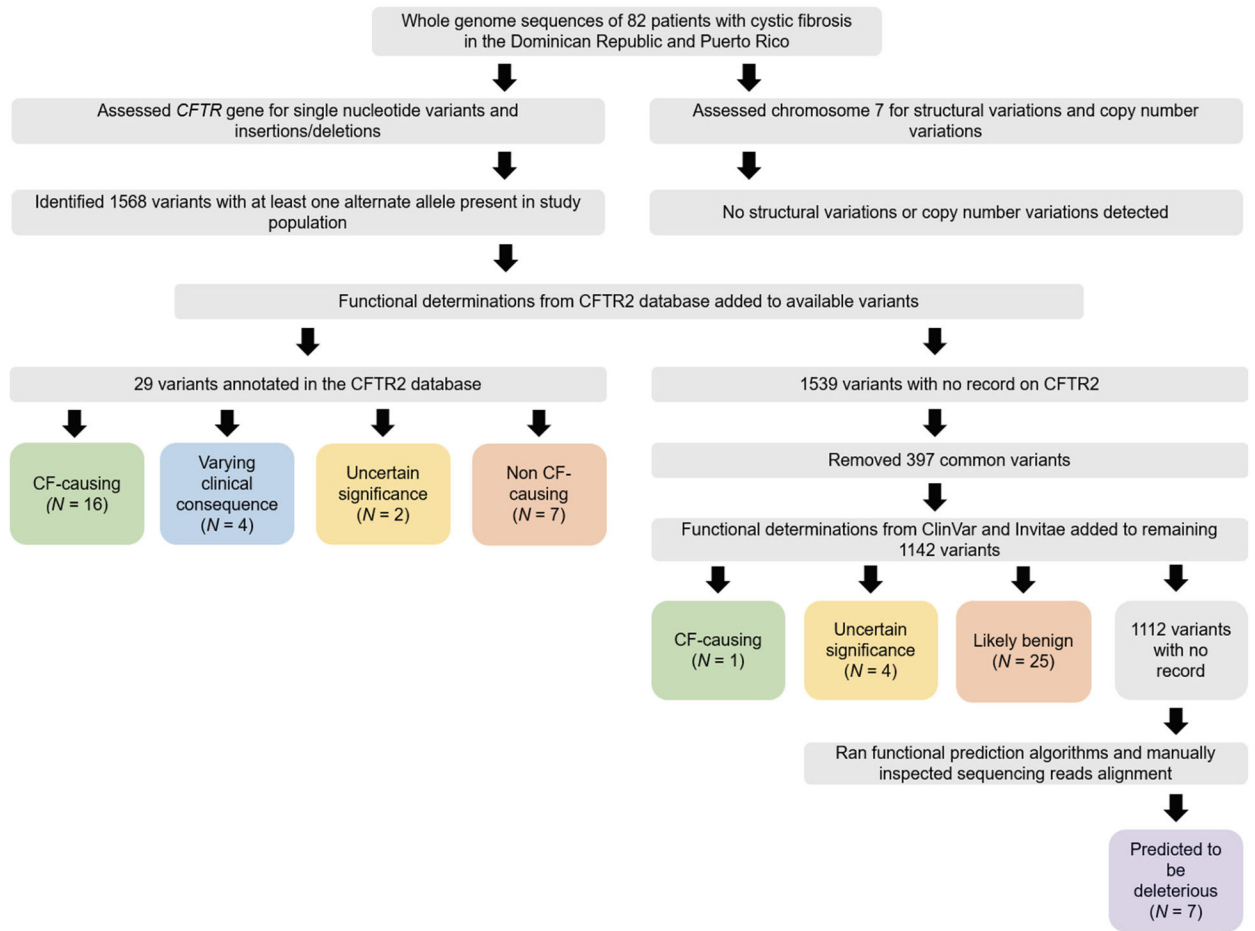 Whole genome sequences of 82 patients with cystic fibrosis
in the Dominican Republic and Puerto Rico
Assessed CFTR gene for single nucleotide variants and
insertions/deletions
Assessed chromosome 7 for structural variations and copy number
variations
Identified 1568 variants with at least one alternate allele present in study
population
No structural variations or copy number variations detected
Functional determinations from CFTR2 database added to available variants
29 variants annotated in the CFTR2 database
1539 variants with no record on CFTR2
CF-causing
(N = 16)
Varying
clinical
consequence
(N = 4)
Uncertain
significance
(N = 2)
Non CF-
causing
(N = 7)
Removed 397 common variants
Functional determinations from ClinVar and Invitae added to remaining
1142 variants
CF-causing
(N = 1)
Uncertain
significance
(N = 4)
Likely benign
(N = 25)
1112 variants
with no
record
Ran functional prediction algorithms and manually
inspected sequencing reads alignment
Predicted to
be
deleterious
(N = 7)